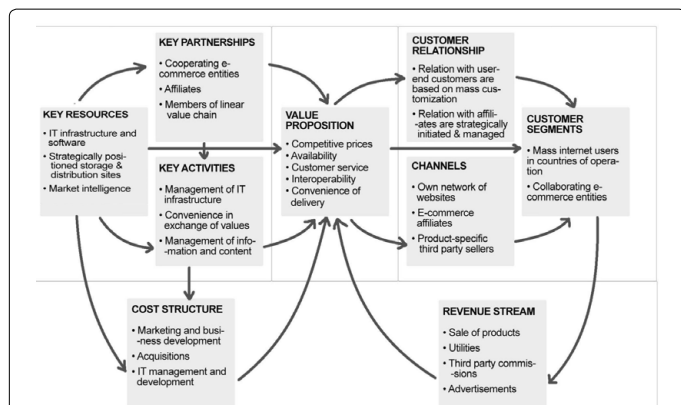 KEY PARTNERSHIPS
• Cooperating e-
commerce entities
• Affiliates
• Members of linear
value chain
CUSTOMER
RELATIONSHIP
• Relation with user-
end customers are
based on mass cus-
tomization
• Relation with affili-
-ates are strategically
initiated & managed
KEY RESOURCES
• IT infrastructure and
software
• Strategically posi-
tioned storage &
distribution sites
• Market intelligence
VALUE
PROPOSITION
• Competitive prices
• Availability
• Customer service
• Interoperability
• Convenience of
delivery
CUSTOMER
SEGMENTS
• Mass internet users
in countries of opera-
tion
• Collaborating e-
commerce entities
KEY ACTIVITIES
• Management of IT
infrastructure
• Convenience in
exchange of values
• Management of info-
-mation and content
CHANNELS
• Own network of
websites
• E-commerce
affiliates
• Product-specific
third party sellers
COST STRUCTURE
• Marketing and busi-
-ness development
• Acquisitions
• IT management and
development
REVENUE STREAM
• Sale of products
• Utilities
• Third party commis-
-sions
• Advertisements